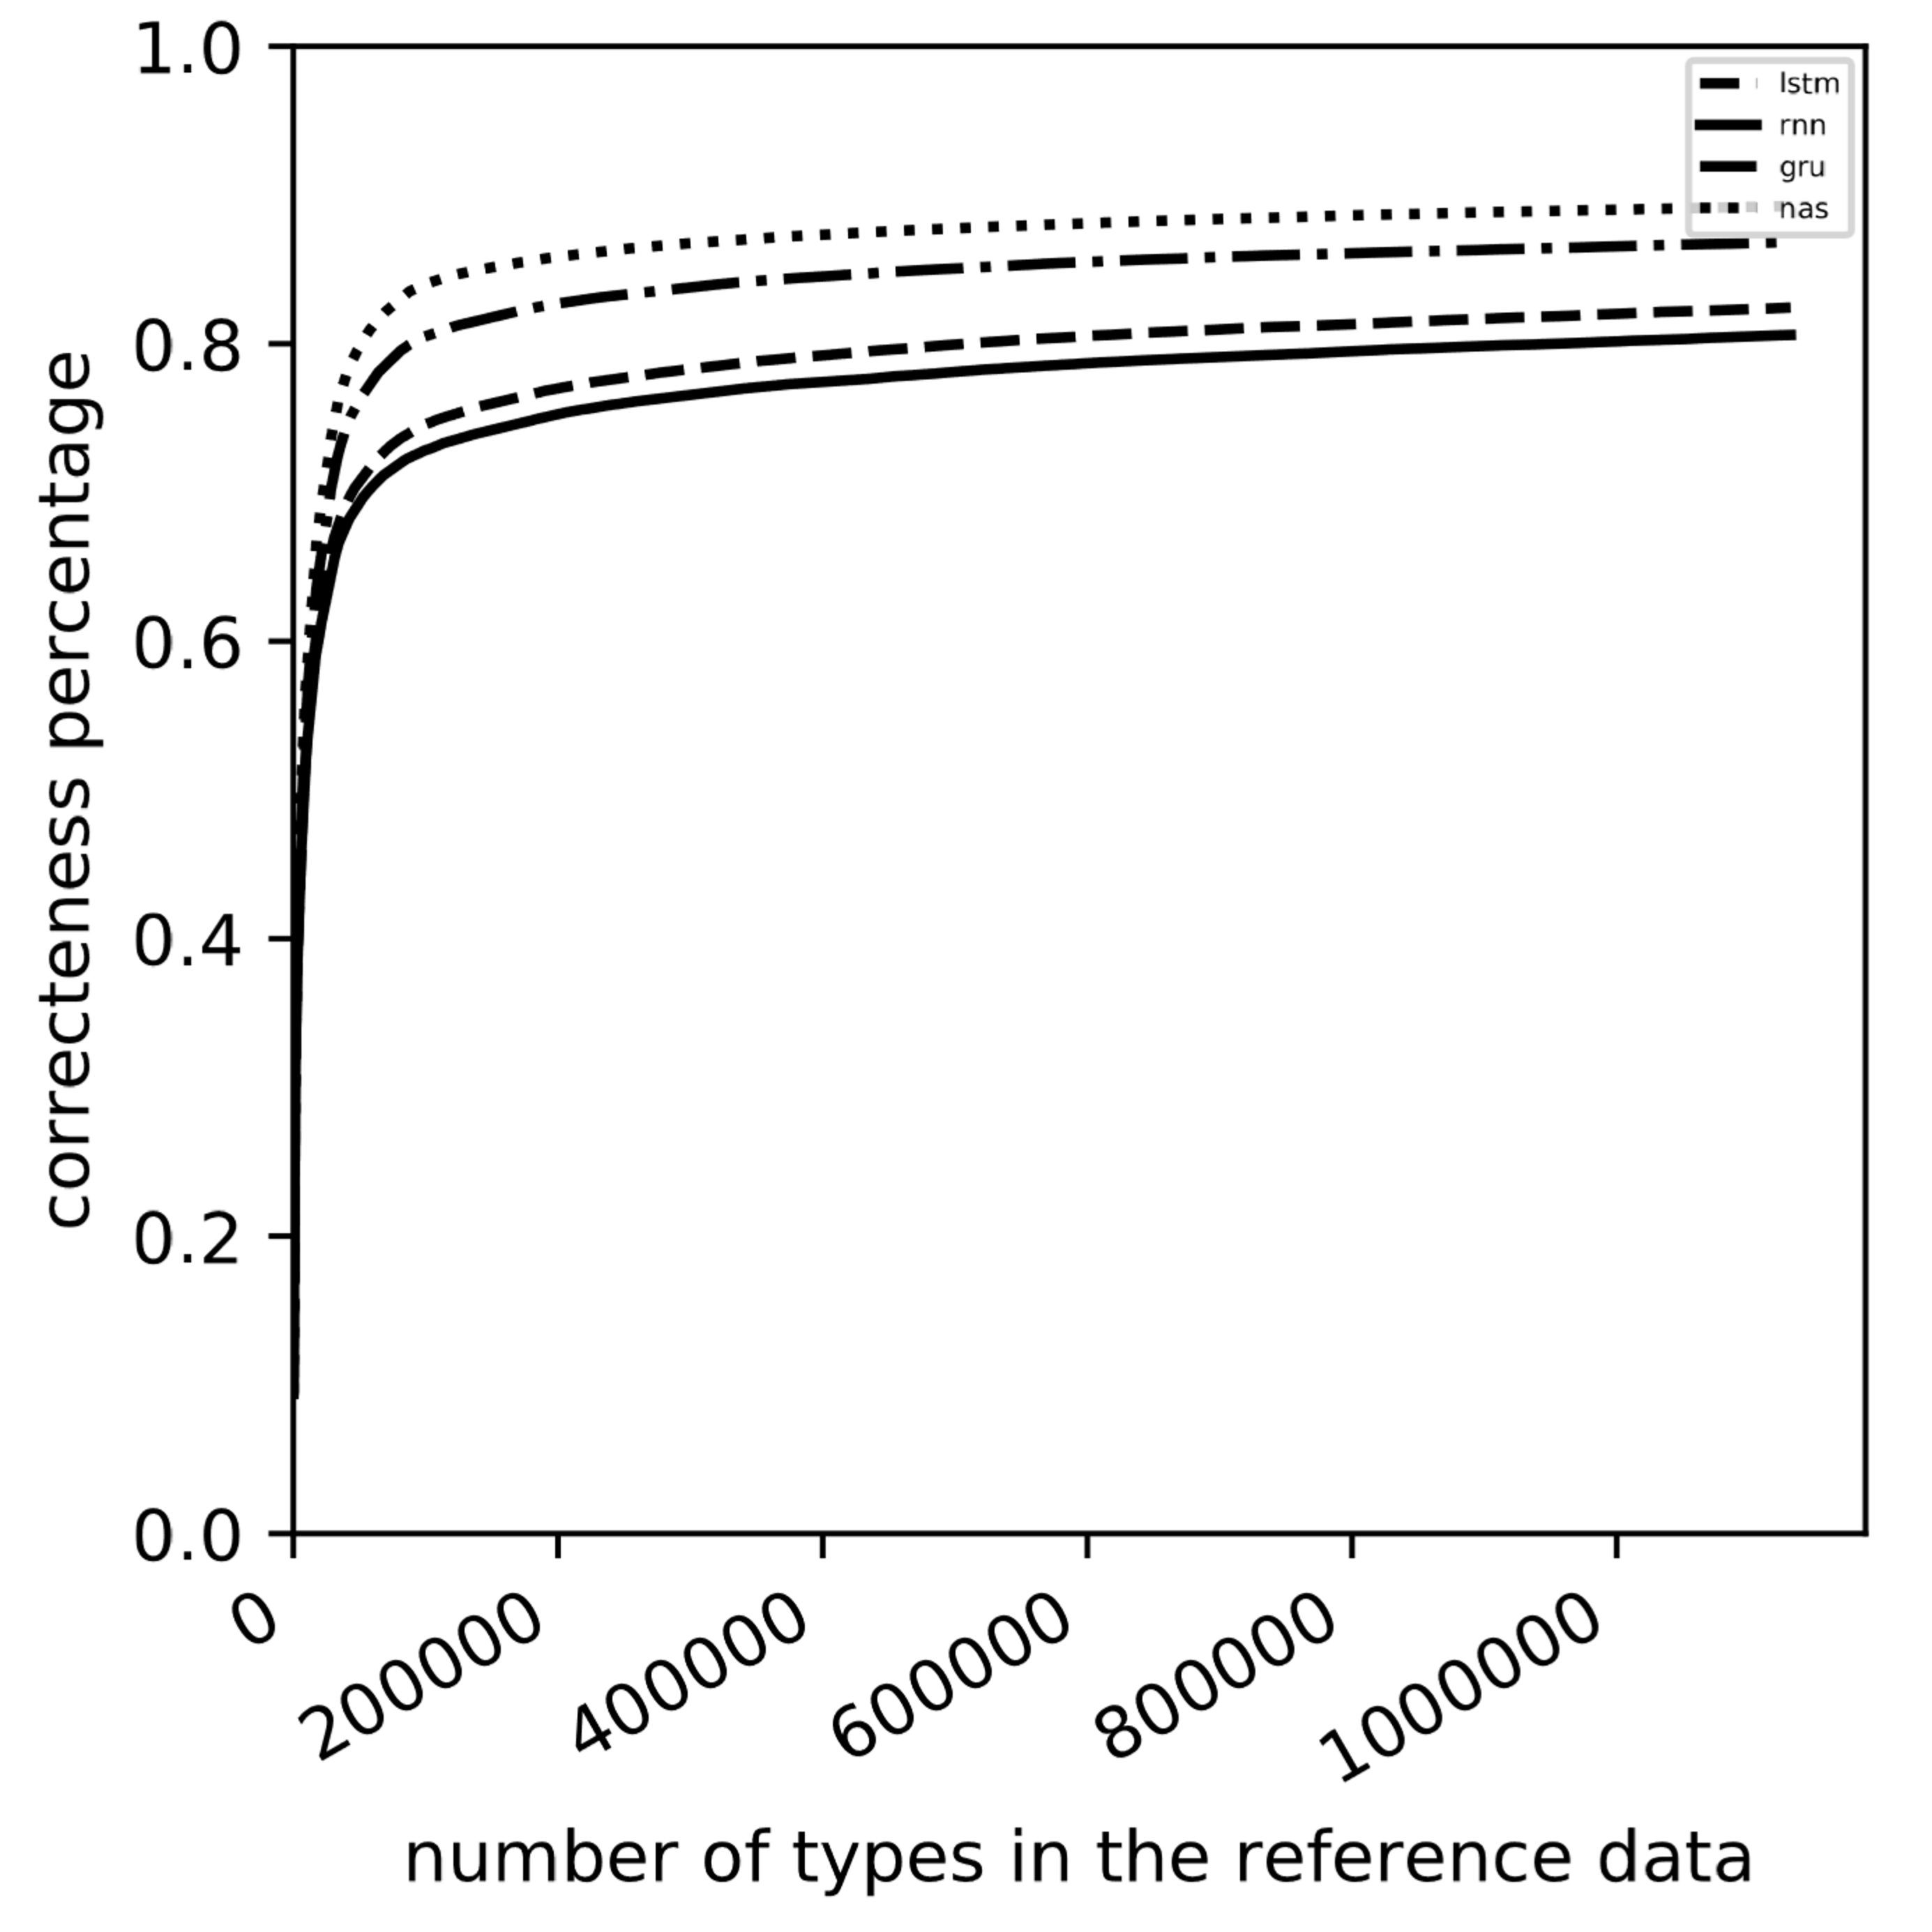 1.0
0.8
0.6
0.4
0.2
0.0
correcteness percentage
lstm
rnn
gru
nas
0
200000
400000
600000
800000
1000000
number of types in the reference data